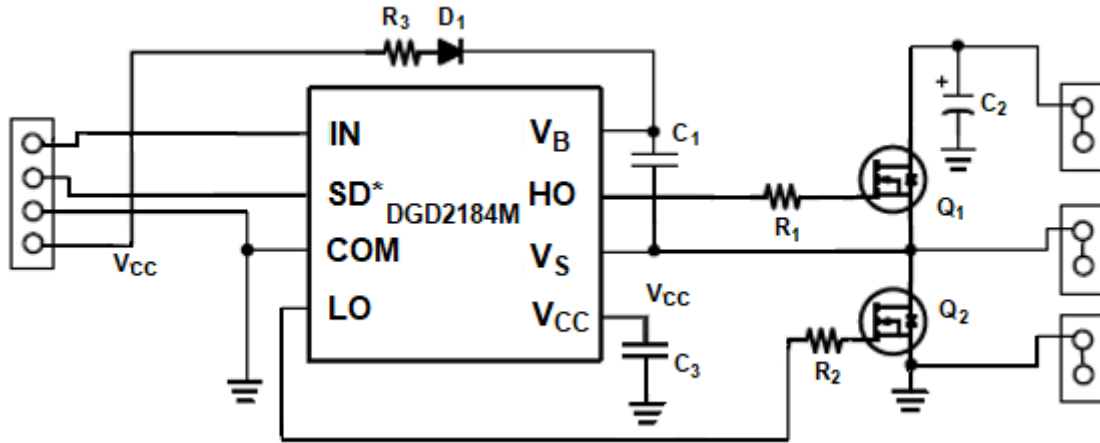 R3 D1
IN VB C1 + C2
SD* DGD2184M HO
R1 Q1
COM VS
VCC VCC
LO VCC Q2
C3 R2